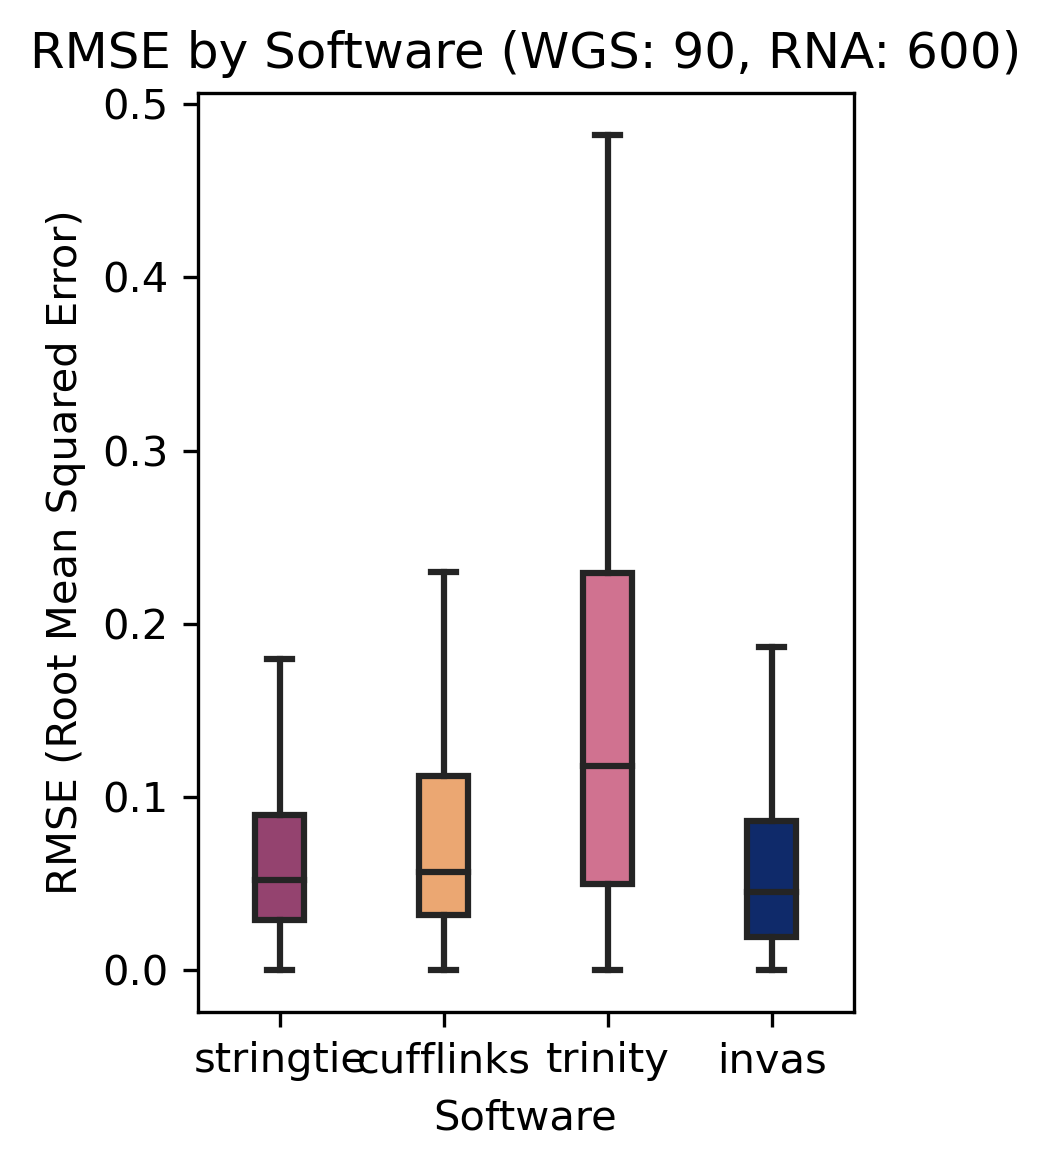 RMSE by Software (WGS: 90, RNA: 600)
RMSE (Root Mean Squared Error)
0.5
0.4
0.3
0.2
0.1
0.0
stringtie cufflinks trinity invas
Software